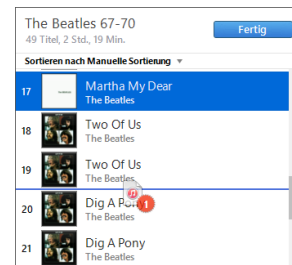 The Beatles 67-70
49 Titel, 2 Std., 19 Min.
Fertig
Sortieren nach Manuelle Sortierung ▼
17 Martha My Dear
The Beatles
18 Two Of Us
The Beatles
19 Two Of Us
The Beatles
20 Dig A Pony
1
The Beatles
21 Dig A Pony
The Beatles